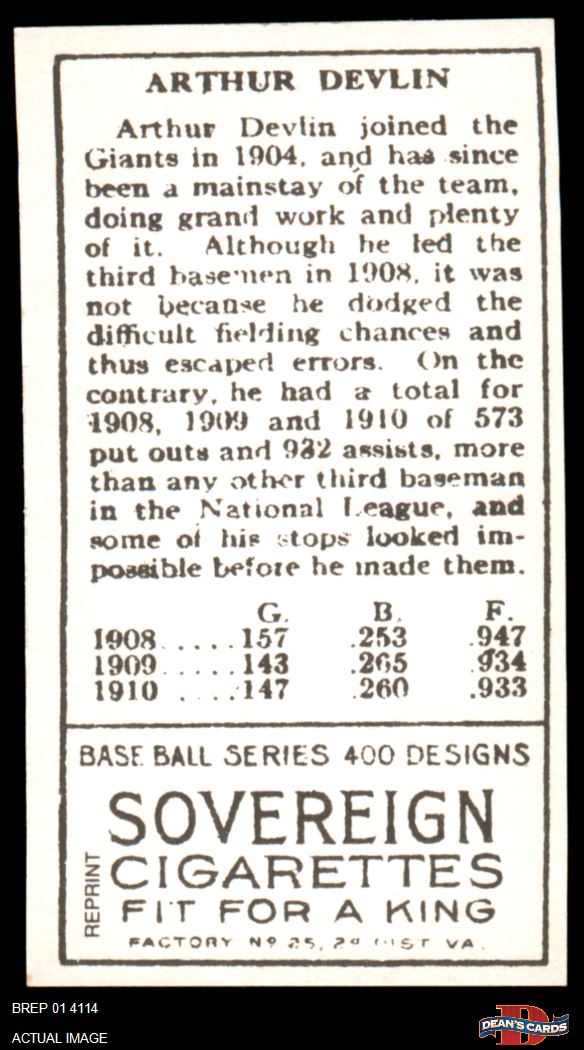 ARTHUR DEVLIN
Arthur Devlin joined the
Giants in 1904, and has since
been a mainstay of the team,
doing grand work and plenty
of it. Although he led the
third basemen in 1908, it was
not because he dodged the
difficult fielding chances and
thus escaped errors. On the
contrary, he had a total for
1908, 1909 and 1910 of 573
put outs and 932 assists, more
than any other third baseman
in the National League, and
some of his stops looked im-
possible before he made them.
G. B. F.
1908 ..... 157 .253 .947
1909 ..... 143 .265 .934
1910 ..... 147 .260 .933
BASE BALL SERIES 400 DESIGNS
SOVEREIGN
CIGARETTES
FIT FOR A KING
FACTORY Nº 25, 2d DIST VA.
REPRINT
BREP 01 4114
ACTUAL IMAGE
DEAN'S CARDS